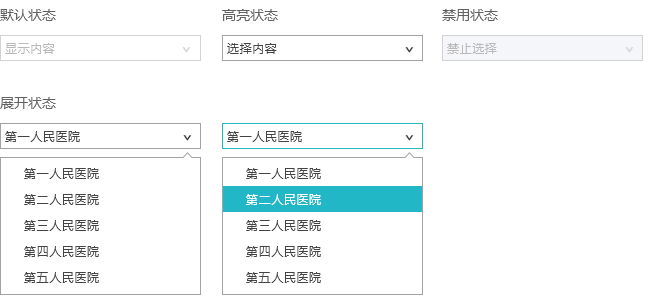 默认状态
高亮状态
禁用状态
显示内容
选择内容
禁止选择
展开状态
第一人民医院
第一人民医院
第一人民医院
第二人民医院
第三人民医院
第四人民医院
第五人民医院
第一人民医院
第二人民医院
第三人民医院
第四人民医院
第五人民医院